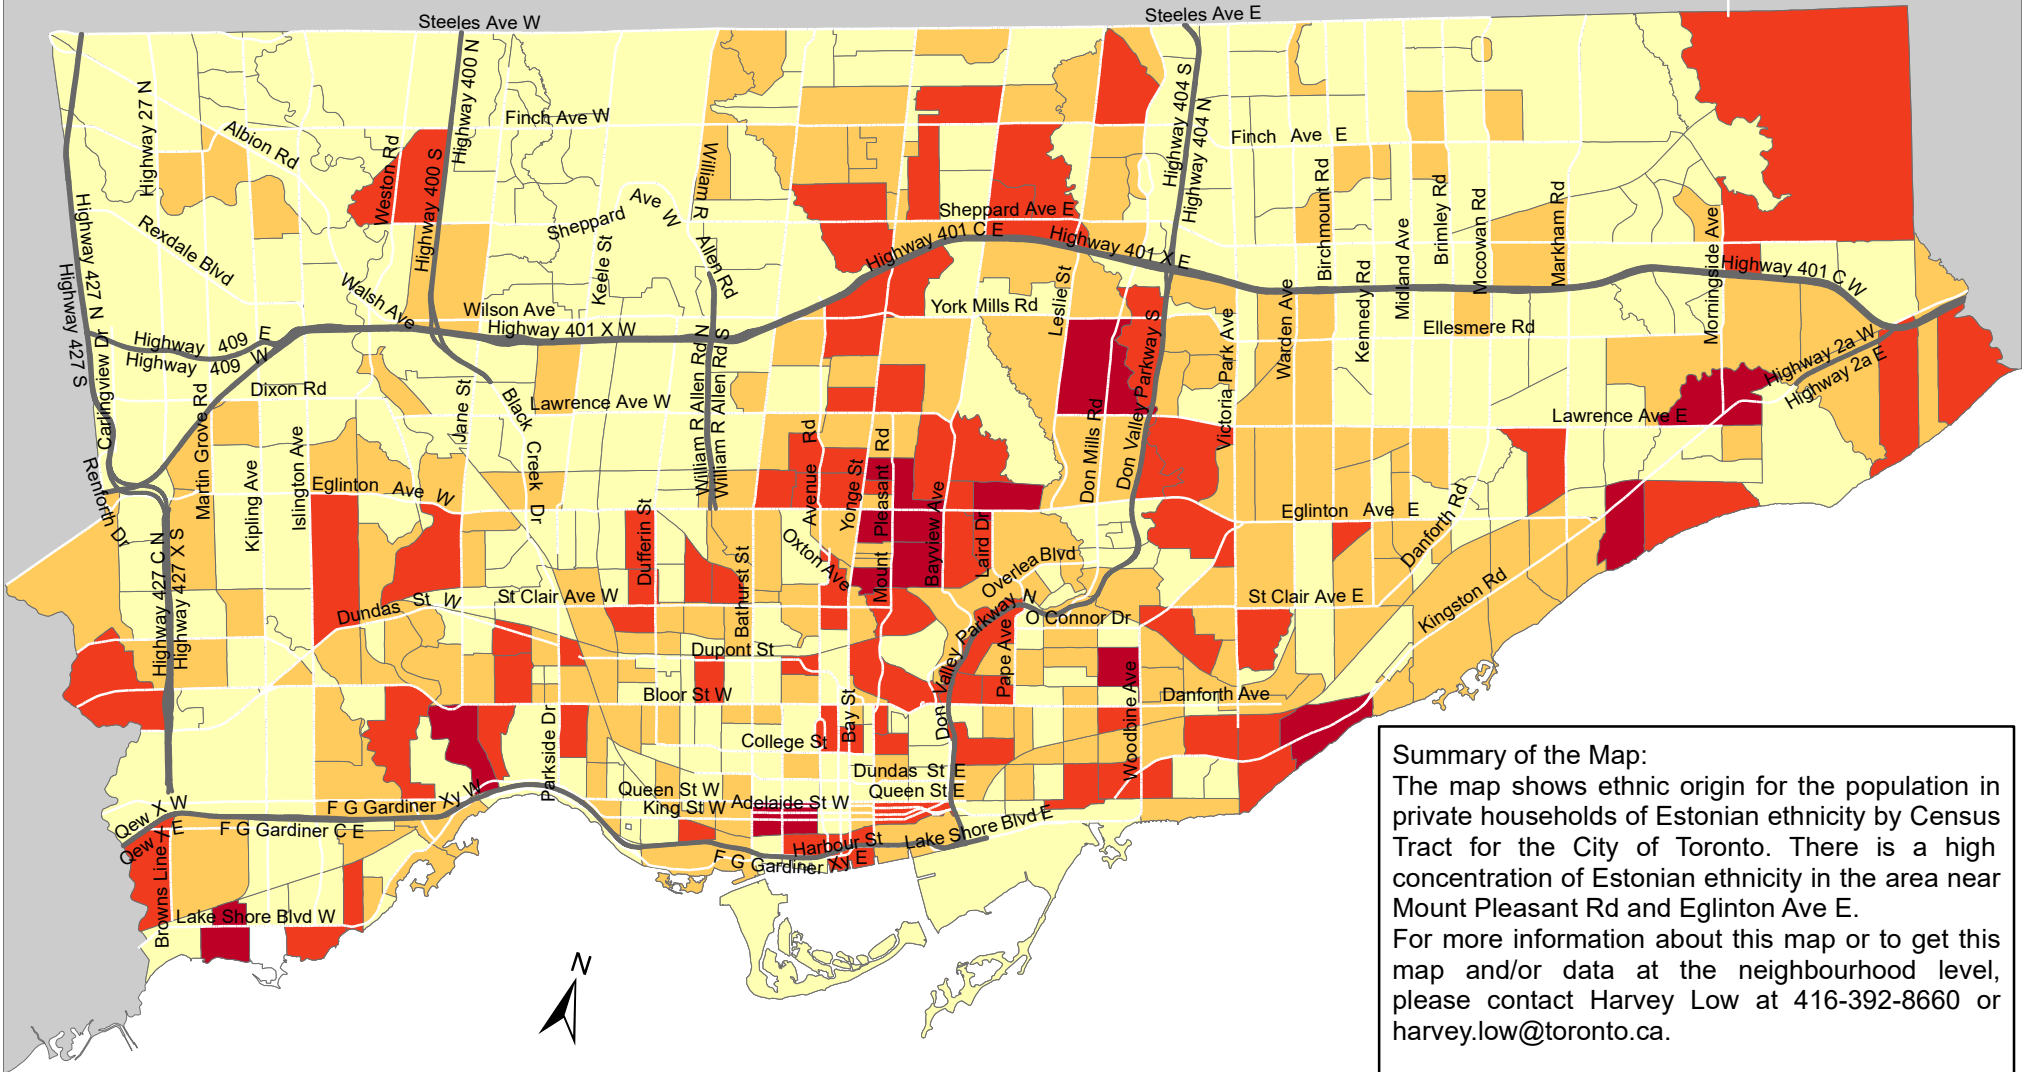 Steeles Ave W
Steeles Ave E
Highway 27 N
Albion Rd
Weston Rd
Highway 400 N
Highway 400 S
Finch Ave W
William R
Allen Rd
Highway 404 S
Highway 404 N
Finch Ave E
Highway 427 N
Highway 427 S
Rexdale Blvd
Walsh Ave
Sheppard Ave W
Keele St
Sheppard Ave E
Highway 401 C E
Highway 401 X E
Birchmount Rd
Midland Ave
Brimley Rd
Mccowan Rd
Markham Rd
Morningside Ave
Highway 401 C W
Wilson Ave
Highway 401 X W
York Mills Rd
Leslie St
Warden Ave
Kennedy Rd
Ellesmere Rd
Highway 409 E
Highway 409 W
Carlingview Dr
Dixon Rd
Martin Grove Rd
Jane St
Black Creek Dr
Lawrence Ave W
William R Allen Rd N
William R Allen Rd S
Don Valley Parkway S
Victoria Park Ave
Highway 2a W
Highway 2a E
Lawrence Ave E
Renforth Dr
Kipling Ave
Islington Ave
Eglinton Ave W
Avenue Rd
Yonge St
Mount Pleasant Rd
Bayview Ave
Laird Dr
Don Mills Rd
Eglinton Ave E
Danforth Rd
Highway 427 C N
Highway 427 X S
Dufferin St
Bathurst St
Oxton Ave
Overlea Blvd
Dundas St W
St Clair Ave W
Don Valley Parkway N
O Connor Dr
St Clair Ave E
Kingston Rd
Dupont St
Pape Ave
Bloor St W
Danforth Ave
Woodbine Ave
Parkside Dr
Bay St
College St
Dundas St E
Queen St E
Queen St W
King St W
Adelaide St W
Qew X W
Qew X E
F G Gardiner Xy W
F G Gardiner C E
Harbour St
Lake Shore Blvd E
F G Gardiner Xy E
Browns Line
Lake Shore Blvd W
N
Summary of the Map:
The map shows ethnic origin for the population in
private households of Estonian ethnicity by Census
Tract for the City of Toronto. There is a high
concentration of Estonian ethnicity in the area near
Mount Pleasant Rd and Eglinton Ave E.
For more information about this map or to get this
map and/or data at the neighbourhood level,
please contact Harvey Low at 416-392-8660 or
harvey.low@toronto.ca.